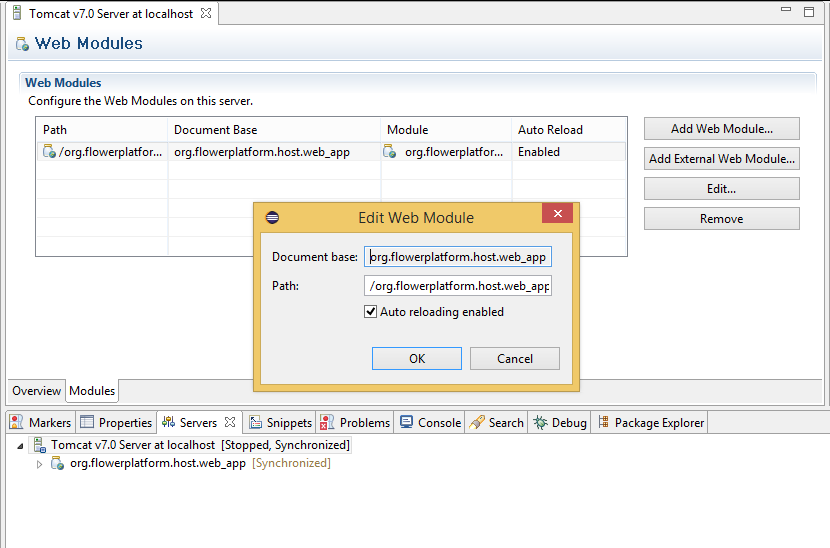 Tomcat v7.0 Server at localhost
Web Modules
Web Modules
Configure the Web Modules on this server.
Path Document Base Module Auto Reload
/org.flowerplatfor... org.flowerplatform.host.web_app org.flowerplatfor... Enabled
Add Web Module...
Add External Web Module...
Edit...
Remove
Edit Web Module
Document base: org.flowerplatform.host.web_app
Path: /org.flowerplatform.host.web_app
Auto reloading enabled
OK Cancel
Overview Modules
Markers Properties Servers Snippets Problems Console Search Debug Package Explorer
Tomcat v7.0 Server at localhost [Stopped, Synchronized]
org.flowerplatform.host.web_app [Synchronized]